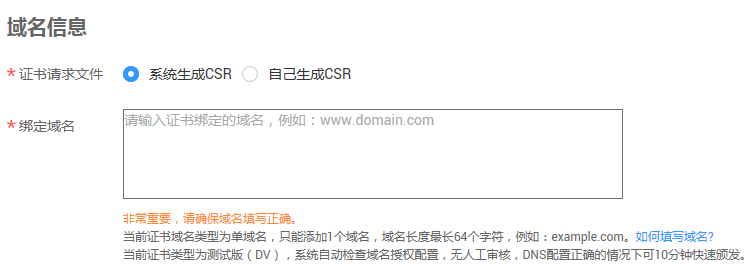 域名信息
* 证书请求文件 系统生成CSR 自己生成CSR
* 绑定域名 请输入证书绑定的域名，例如：www.domain.com
非常重要，请确保域名填写正确。
当前证书域名类型为单域名，只能添加1个域名，域名长度最长64个字符，例如：example.com。如何填写域名?
当前证书类型为测试版（DV），系统自动检查域名授权配置，无人工审核，DNS配置正确的情况下可10分钟快速颁发。